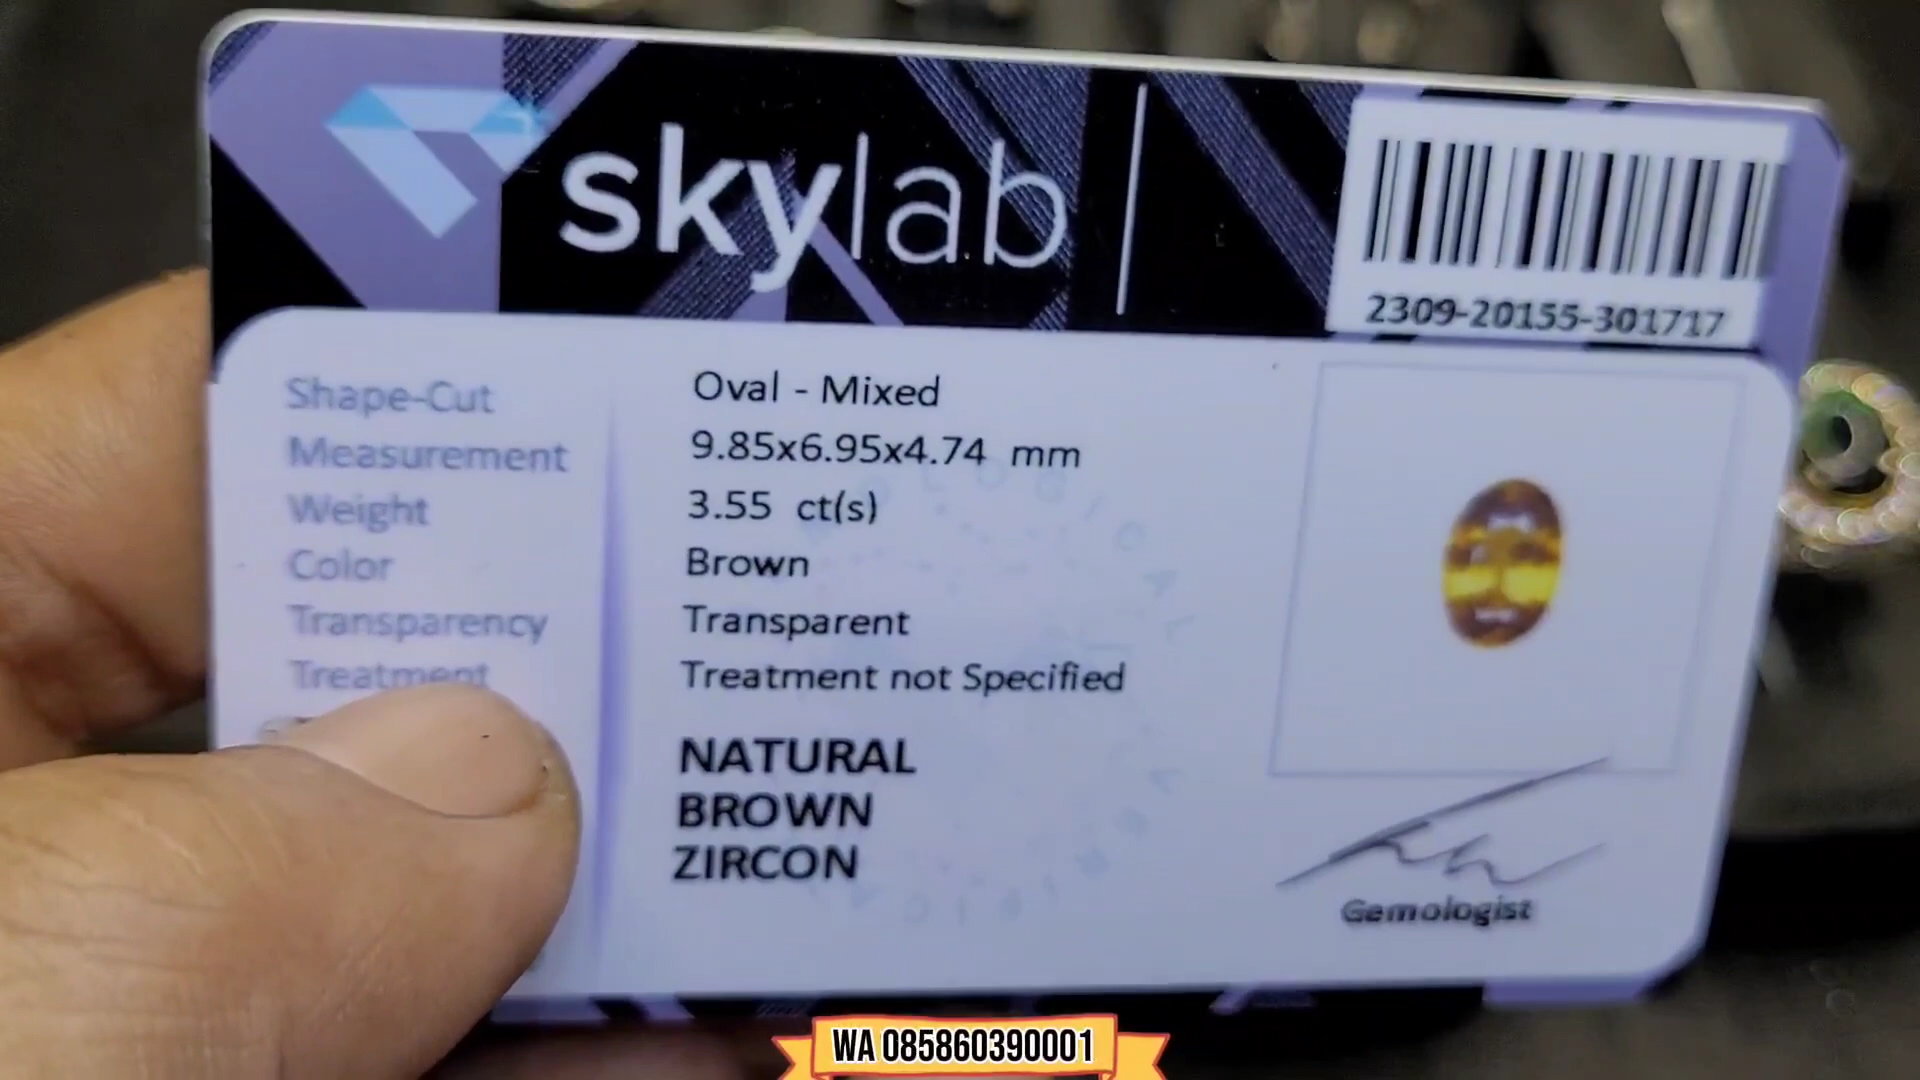 skylab
2309-20155-301717
Shape-Cut Oval - Mixed
Measurement 9.85x6.95x4.74 mm
Weight 3.55 ct(s)
Color Brown
Transparency Transparent
Treatment Treatment not Specified
NATURAL
BROWN
ZIRCON
Gemologist
WA 085860390001